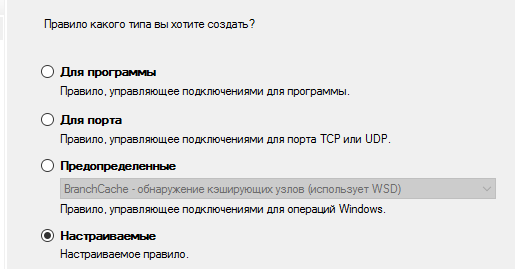 Правило какого типа вы хотите создать?
Для программы
Правило, управляющее подключениями для программы.
Для порта
Правило, управляющее подключениями для порта TCP или UDP.
Предопределенные
BranchCache - обнаружение кэширующих узлов (использует WSD)
Правило, управляющее подключениями для операций Windows.
Настраиваемые
Настраиваемое правило.